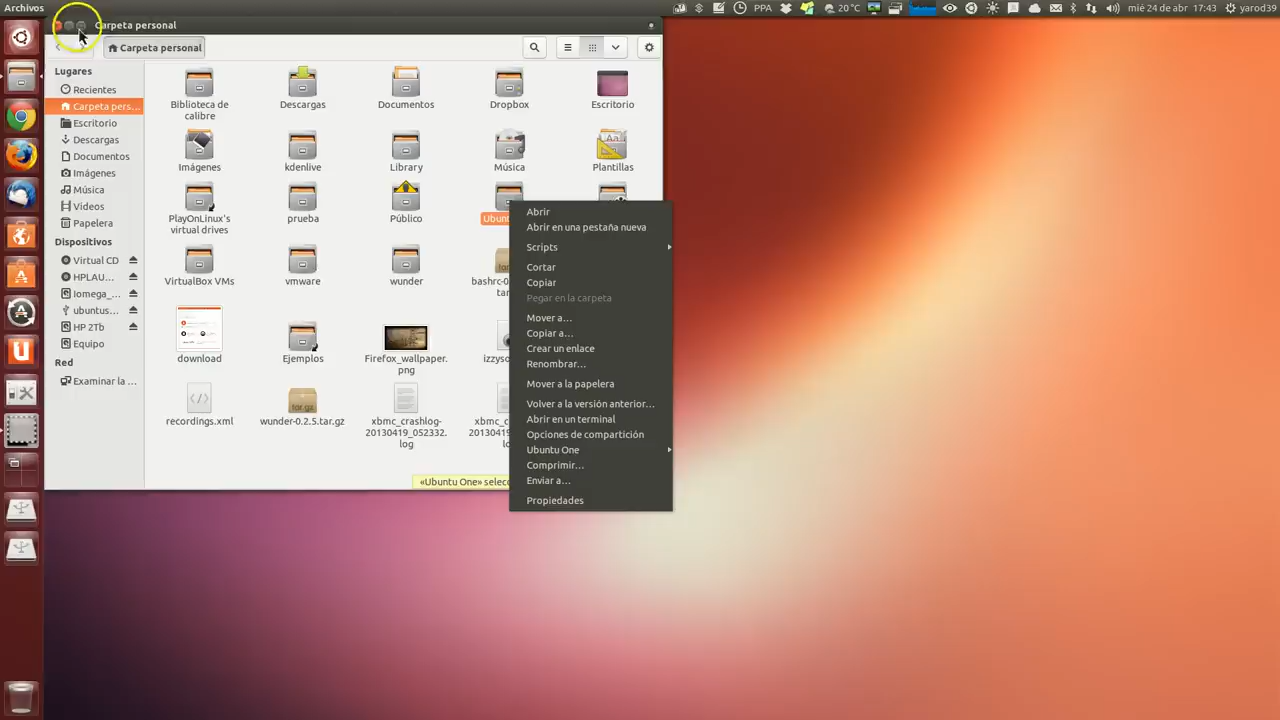 Archivos
PPA
20°C
mié 24 de abr
17:43
yarod39
Carpeta personal
Carpeta personal
Lugares
Recientes
Carpeta pers...
Escritorio
Descargas
Documentos
Imágenes
Música
Vídeos
Papelera
Dispositivos
Virtual CD
HPLAU...
Iomega_...
ubuntus...
HP 2Tb
Equipo
Red
Examinar la ...
Biblioteca de
calibre
Descargas
Documentos
Dropbox
Escritorio
Imágenes
kdenlive
Library
Música
Plantillas
PlayOnLinux's
virtual drives
prueba
Público
VirtualBox VMs
vmware
wunder
download
Ejemplos
Firefox_wallpaper.
png
recordings.xml
wunder-0.2.5.tar.gz
xbmc_crashlog-
20130419_052332.
log
«Ubuntu One»
Abrir
Abrir en una pestaña nueva
Scripts
Cortar
Copiar
Pegar en la carpeta
Mover a...
Copiar a...
Crear un enlace
Renombrar...
Mover a la papelera
Volver a la versión anterior...
Abrir en un terminal
Opciones de compartición
Ubuntu One
Comprimir...
Enviar a...
Propiedades